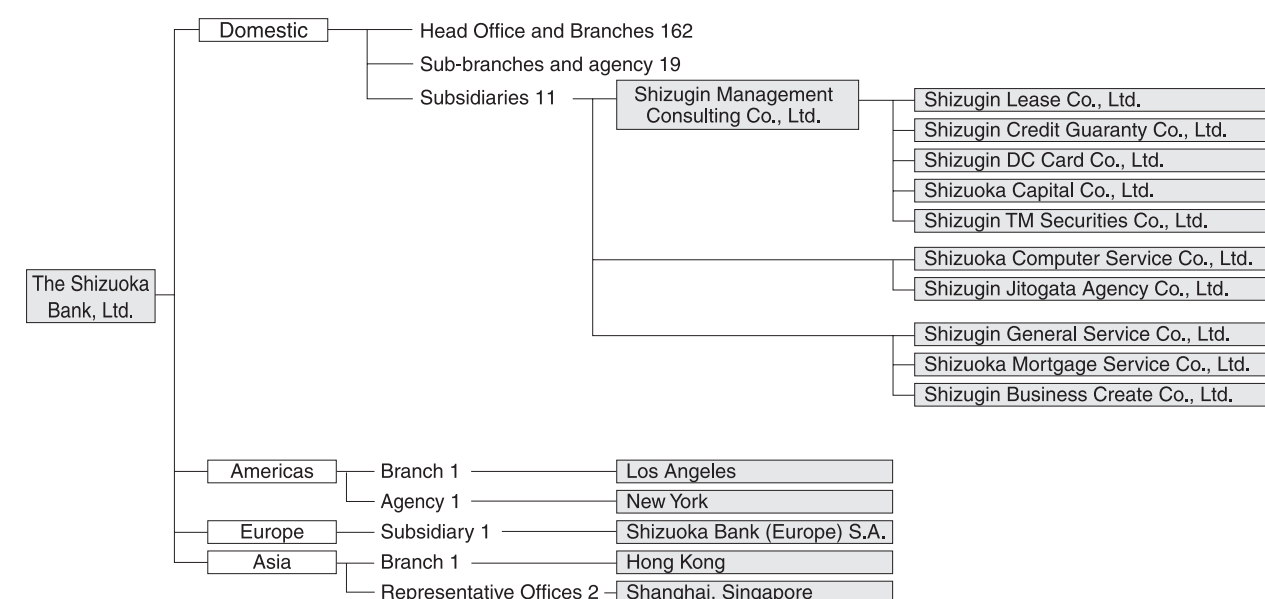 Domestic
Head Office and Branches 162
Sub-branches and agency 19
Subsidiaries 11
Shizugin Management
Consulting Co., Ltd.
Shizugin Lease Co., Ltd.
Shizugin Credit Guaranty Co., Ltd.
Shizugin DC Card Co., Ltd.
Shizuoka Capital Co., Ltd.
Shizugin TM Securities Co., Ltd.
Shizuoka Computer Service Co., Ltd.
Shizugin Jitogata Agency Co., Ltd.
The Shizuoka
Bank, Ltd.
Shizugin General Service Co., Ltd.
Shizuoka Mortgage Service Co., Ltd.
Shizugin Business Create Co., Ltd.
Americas
Branch 1
Los Angeles
Agency 1
New York
Europe
Subsidiary 1
Shizuoka Bank (Europe) S.A.
Asia
Branch 1
Hong Kong
Representative Offices 2
Shanghai, Singapore